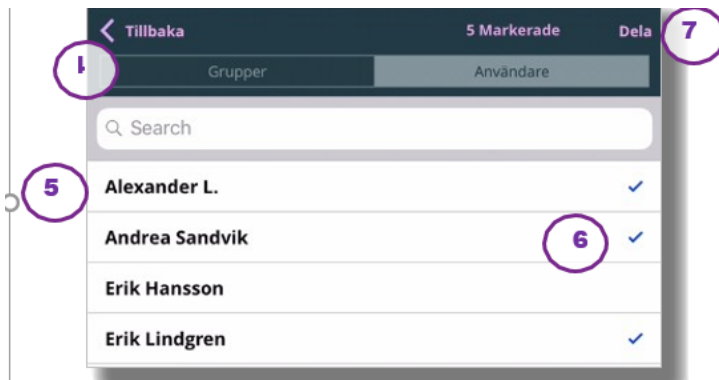 Tillbaka 5 Markerade Dela 7
Grupper Användare
Search
5 Alexander L.
Andrea Sandvik 6
Erik Hansson
Erik Lindgren